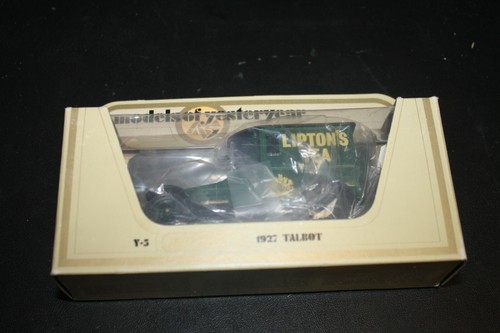 models of yesteryear
LIPTON'S
TEA
Y-5
1927 TALBOT